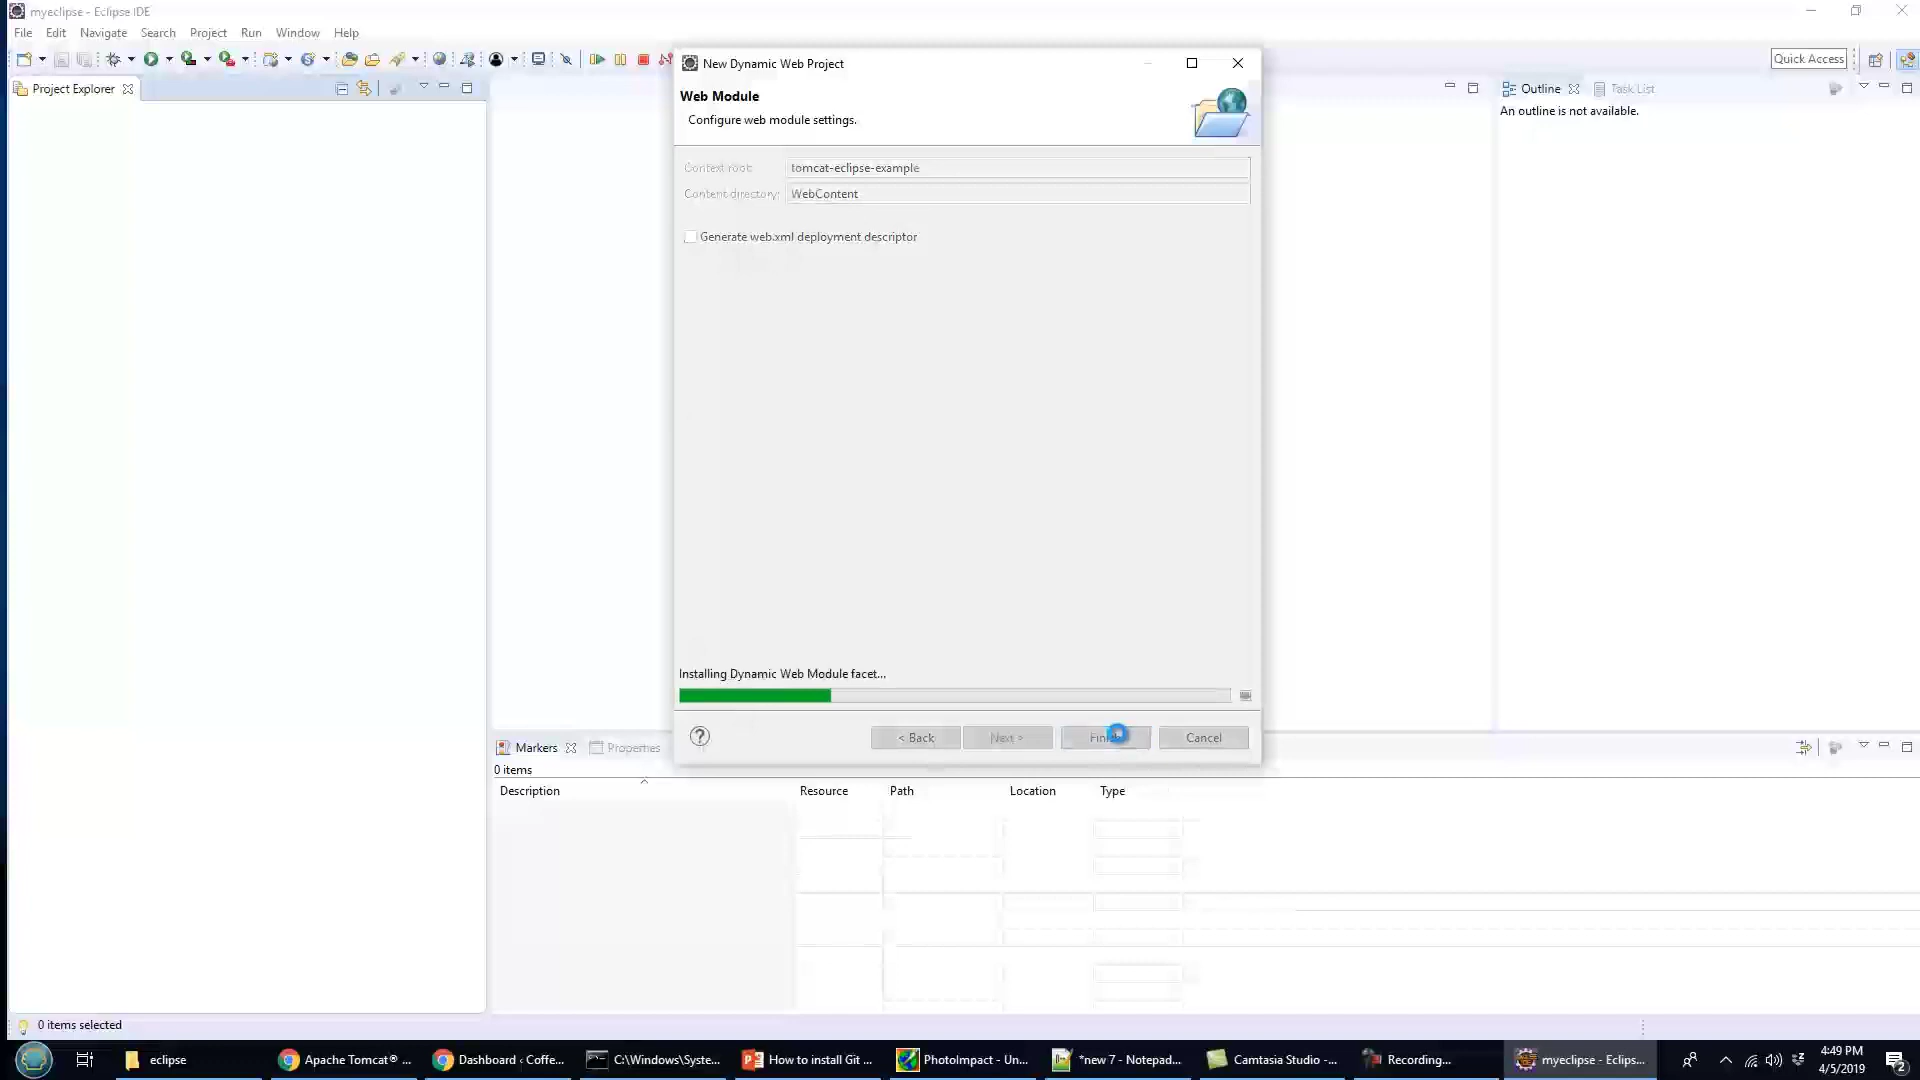 myeclipse - Eclipse IDE
File Edit Navigate Search Project Run Window Help
Quick Access
Project Explorer
New Dynamic Web Project
Web Module
Configure web module settings.
Context root: tomcat-eclipse-example
Content directory: WebContent
Generate web.xml deployment descriptor
Installing Dynamic Web Module facet...
< Back Next > Cancel
Outline Task List
An outline is not available.
Markers Properties
0 items
Description Resource Path Location Type
0 items selected
eclipse Apache Tomcat® ... Dashboard ‹ Coffe... C:\Windows\Syste... How to install Git ... PhotoImpact - Un... *new 7 - Notepad... Camtasia Studio -... Recording... myeclipse - Eclips...
4:49 PM
4/5/2019
2